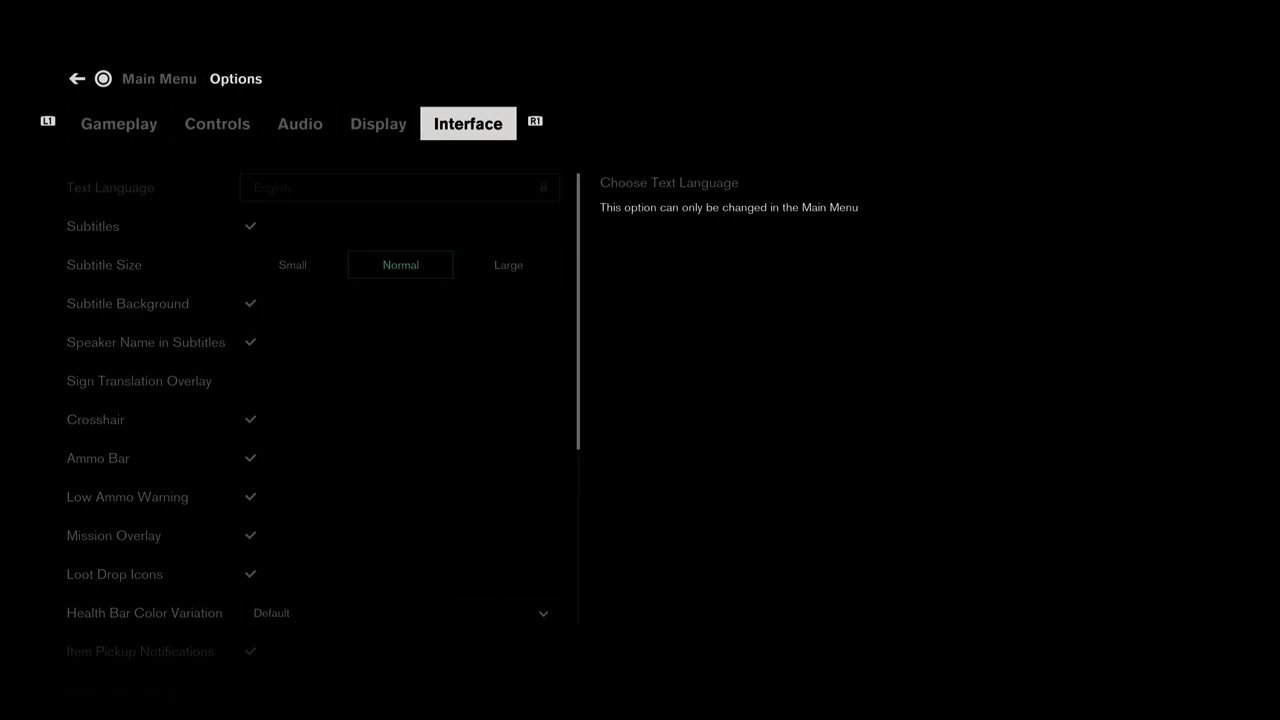 Main Menu Options
L1 Gameplay Controls Audio Display Interface R1
Text Language English
Subtitles
Subtitle Size Small Normal Large
Subtitle Background
Speaker Name in Subtitles
Sign Translation Overlay
Crosshair
Ammo Bar
Low Ammo Warning
Mission Overlay
Loot Drop Icons
Health Bar Color Variation Default
Item Pickup Notifications
Choose Text Language
This option can only be changed in the Main Menu